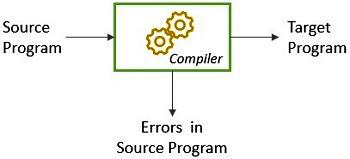 Source
Program
Compiler
Target
Program
Errors in
Source Program